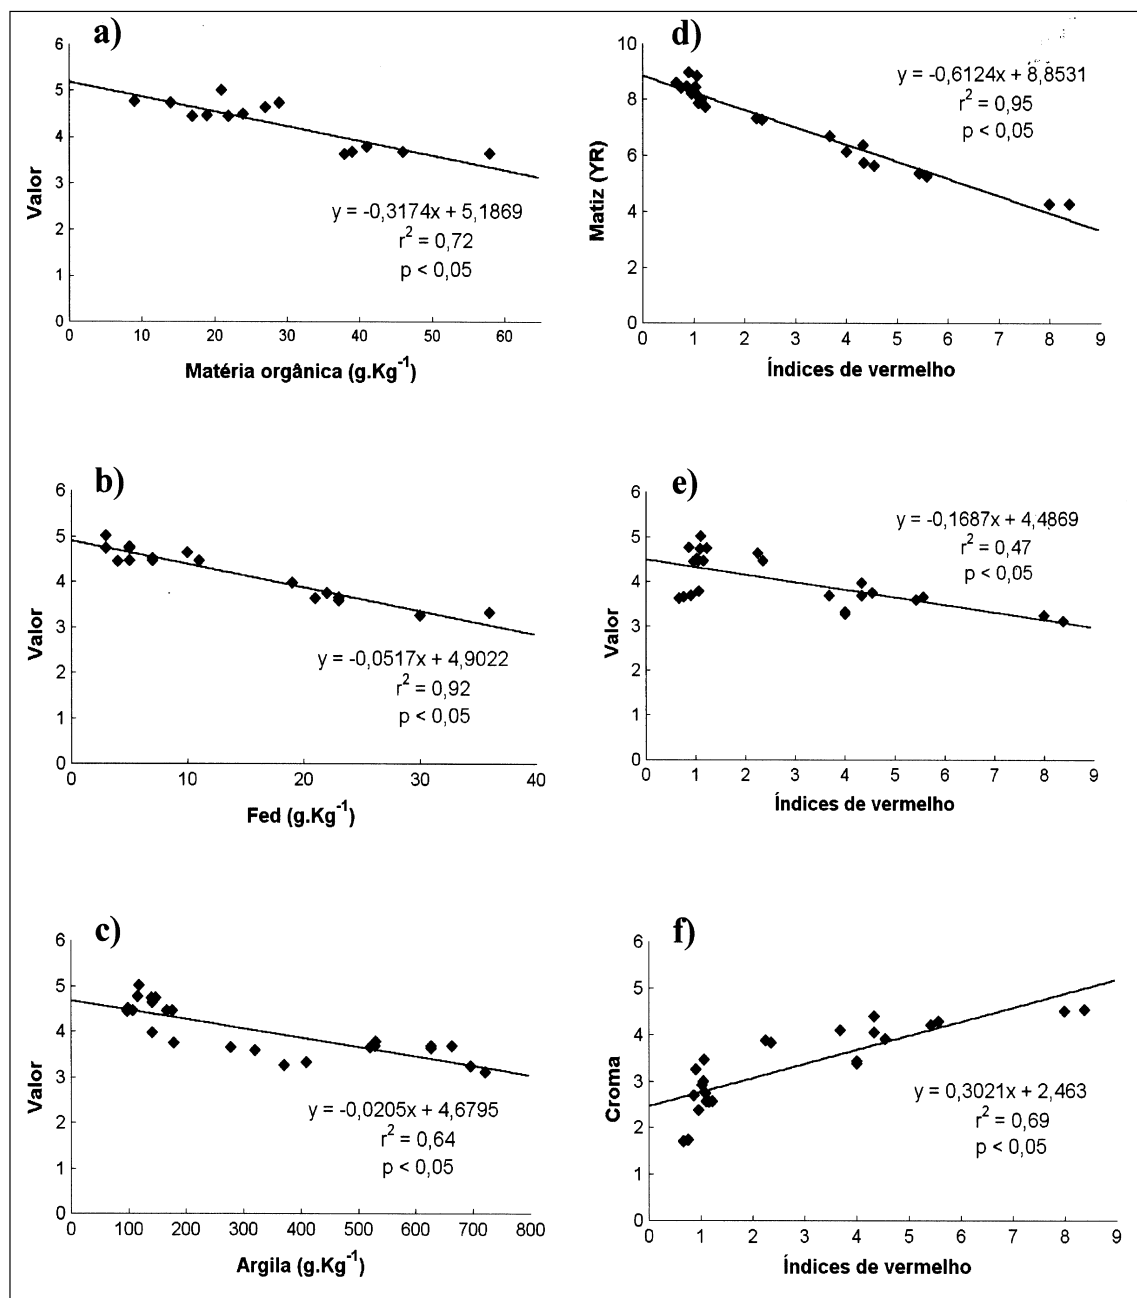 a)
6
5
4
3
2
1
0
Valor
y = -0,3174x + 5,1869
r² = 0,72
p < 0,05
0 10 20 30 40 50 60
Matéria orgânica (g.Kg⁻¹)
d)
10
8
6
4
2
0
Matiz (YR)
y = -0,6124x + 8,8531
r² = 0,95
p < 0,05
0 1 2 3 4 5 6 7 8 9
Índices de vermelho
b)
6
5
4
3
2
1
0
Valor
y = -0,0517x + 4,9022
r² = 0,92
p < 0,05
0 10 20 30 40
Fed (g.Kg⁻¹)
e)
6
5
4
3
2
1
0
Valor
y = -0,1687x + 4,4869
r² = 0,47
p < 0,05
0 1 2 3 4 5 6 7 8 9
Índices de vermelho
c)
6
5
4
3
2
1
0
Valor
y = -0,0205x + 4,6795
r² = 0,64
p < 0,05
0 100 200 300 400 500 600 700 800
Argila (g.Kg⁻¹)
f)
6
5
4
3
2
1
0
Croma
y = 0,3021x + 2,463
r² = 0,69
p < 0,05
0 1 2 3 4 5 6 7 8 9
Índices de vermelho